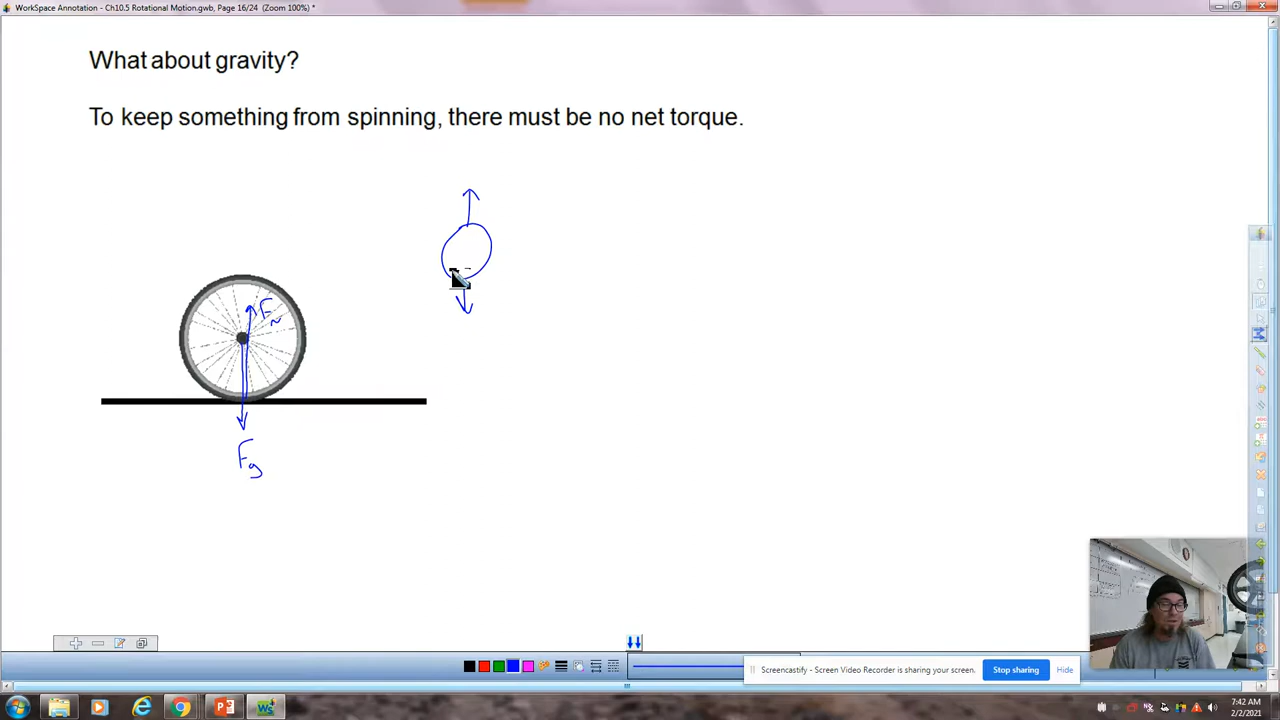 WorkSpace Annotation - Ch10.5 Rotational Motion.gwb, Page 16/24 (Zoom 100%) *
What about gravity?
To keep something from spinning, there must be no net torque.
F_N
F_g
Screencastify - Screen Video Recorder is sharing your screen.
Stop sharing
Hide
7:42 AM
2/2/2021